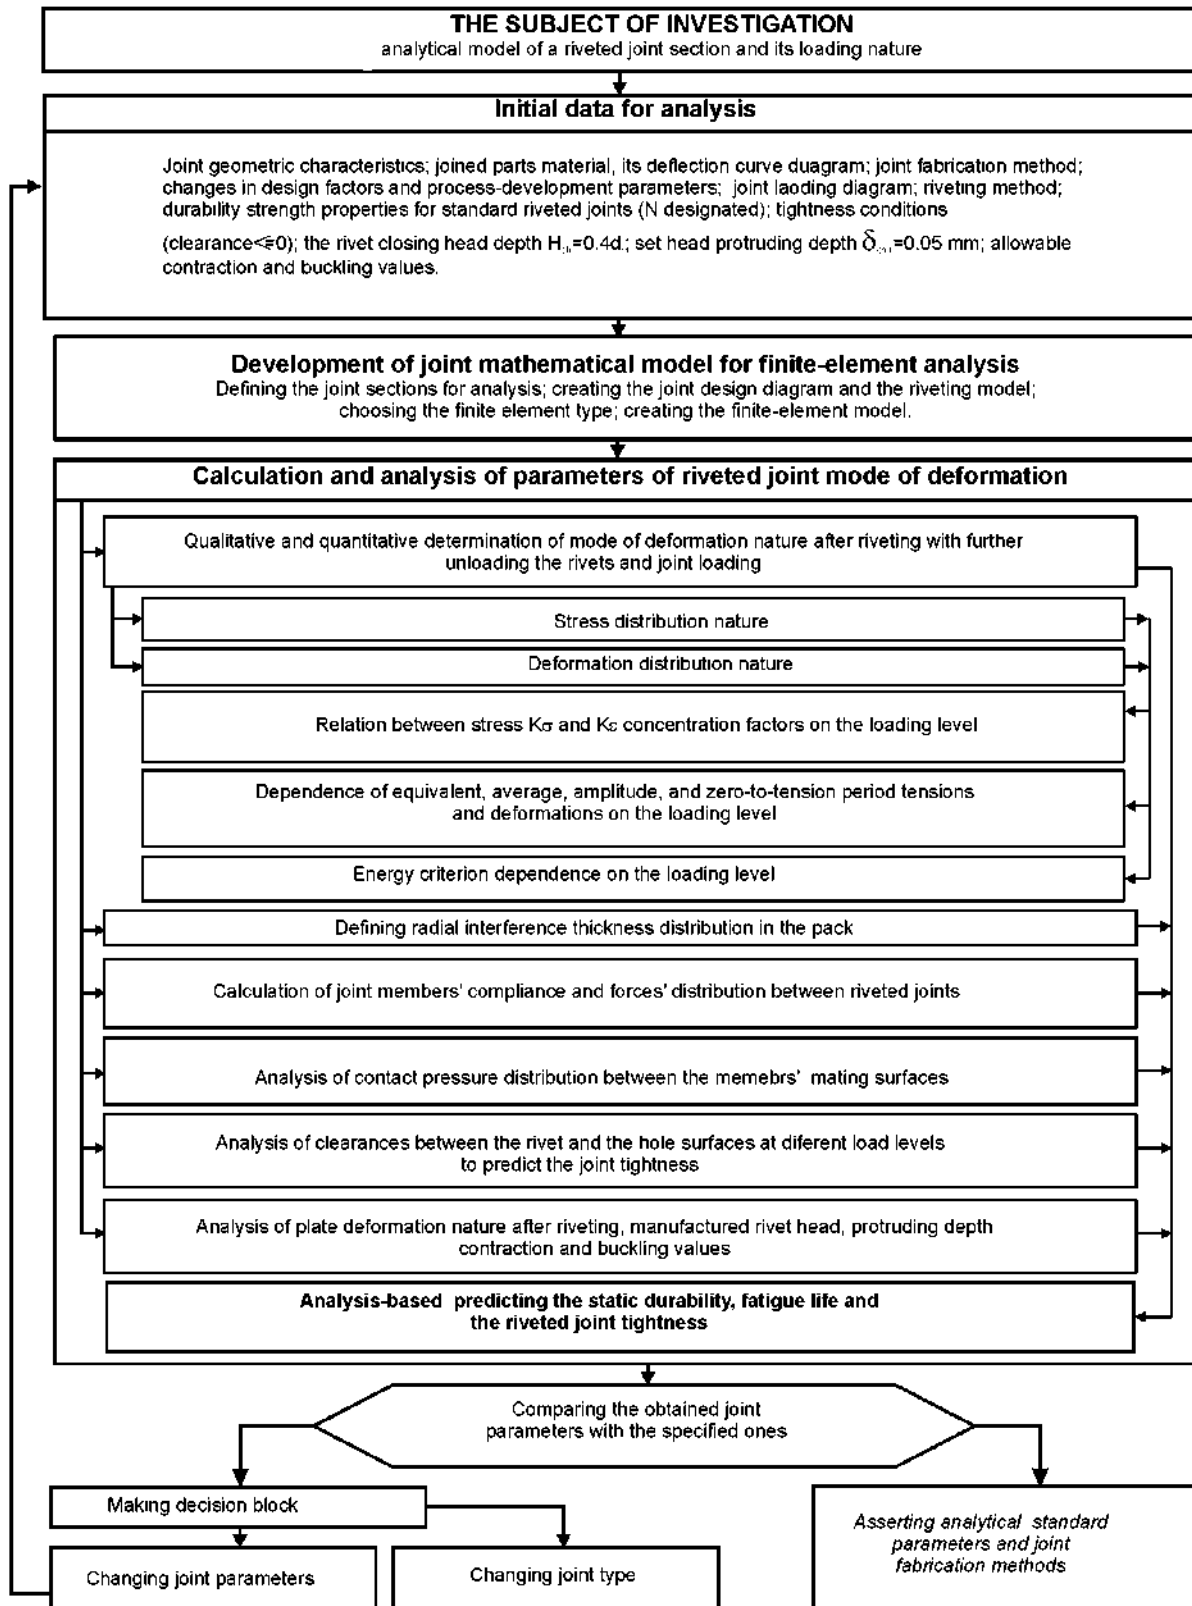 THE SUBJECT OF INVESTIGATION
analytical model of a riveted joint section and its loading nature
Initial data for analysis
Joint geometric characteristics; joined parts material, its deflection curve duagram; joint fabrication method;
changes in design factors and process-development parameters; joint laoding diagram; riveting method;
durability strength properties for standard riveted joints (N designated); tightness conditions
(clearance≤0); the rivet closing head depth H=0.4d.; set head protruding depth δ=0.05 mm; allowable
contraction and buckling values.
Development of joint mathematical model for finite-element analysis
Defining the joint sections for analysis; creating the joint design diagram and the riveting model;
choosing the finite element type; creating the finite-element model.
Calculation and analysis of parameters of riveted joint mode of deformation
Qualitative and quantitative determination of mode of deformation nature after riveting with further
unloading the rivets and joint loading
Stress distribution nature
Deformation distribution nature
Relation between stress Kσ and Kε concentration factors on the loading level
Dependence of equivalent, average, amplitude, and zero-to-tension period tensions
and deformations on the loading level
Energy criterion dependence on the loading level
Defining radial interference thickness distribution in the pack
Calculation of joint members' compliance and forces' distribution between riveted joints
Analysis of contact pressure distribution between the memebrs' mating surfaces
Analysis of clearances between the rivet and the hole surfaces at diferent load levels
to predict the joint tightness
Analysis of plate deformation nature after riveting, manufactured rivet head, protruding depth
contraction and buckling values
Analysis-based predicting the static durability, fatigue life and
the riveted joint tightness
Comparing the obtained joint
parameters with the specified ones
Making decision block
Changing joint parameters
Changing joint type
Asserting analytical standard
parameters and joint
fabrication methods